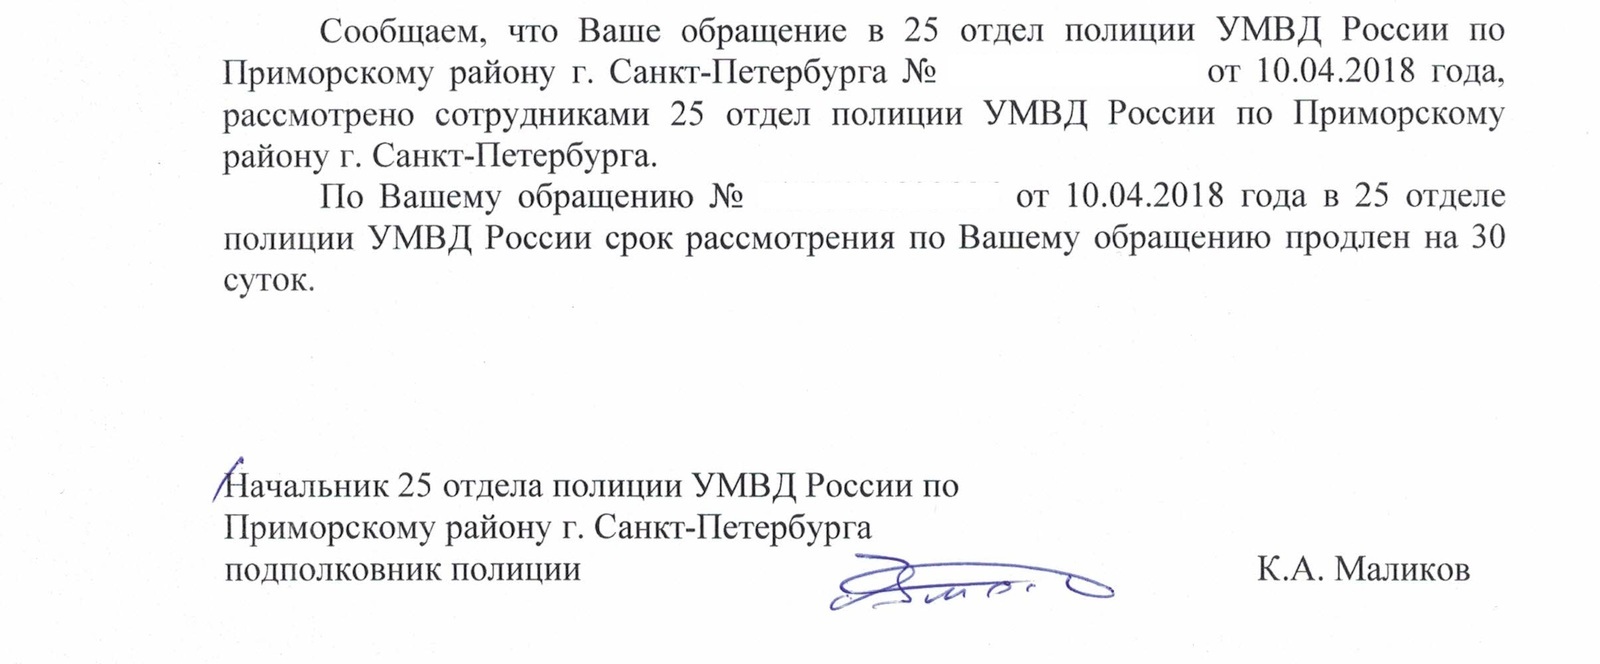 Сообщаем, что Ваше обращение в 25 отдел полиции УМВД России по
Приморскому району г. Санкт-Петербурга № от 10.04.2018 года,
рассмотрено сотрудниками 25 отдел полиции УМВД России по Приморскому
району г. Санкт-Петербурга.
По Вашему обращению № от 10.04.2018 года в 25 отделе
полиции УМВД России срок рассмотрения по Вашему обращению продлен на 30
суток.
Начальник 25 отдела полиции УМВД России по
Приморскому району г. Санкт-Петербурга
подполковник полиции К.А. Маликов